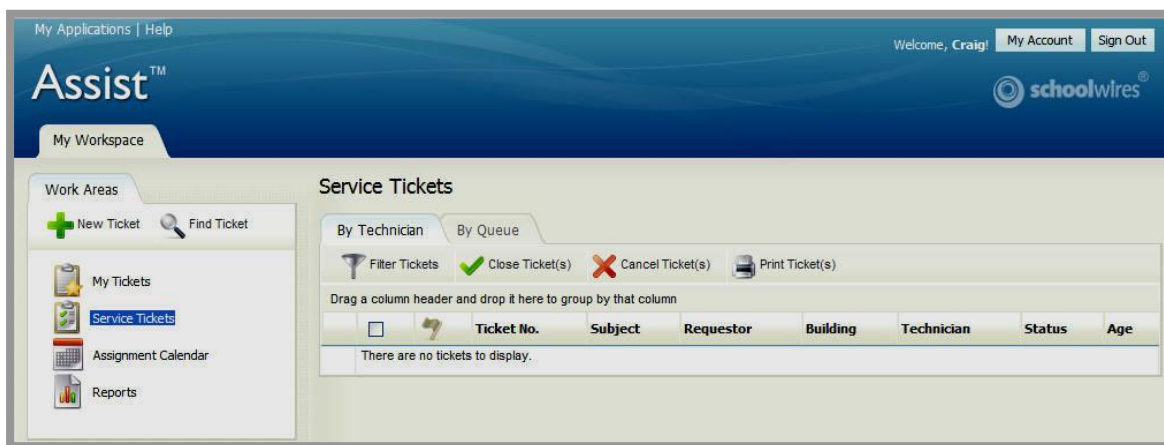 My Applications | Help
Welcome, Craig! My Account Sign Out
Assist™
schoolwires®
My Workspace
Work Areas
New Ticket Find Ticket
My Tickets
Service Tickets
Assignment Calendar
Reports
Service Tickets
By Technician By Queue
Filter Tickets Close Ticket(s) Cancel Ticket(s) Print Ticket(s)
Drag a column header and drop it here to group by that column
Ticket No. Subject Requestor Building Technician Status Age
There are no tickets to display.